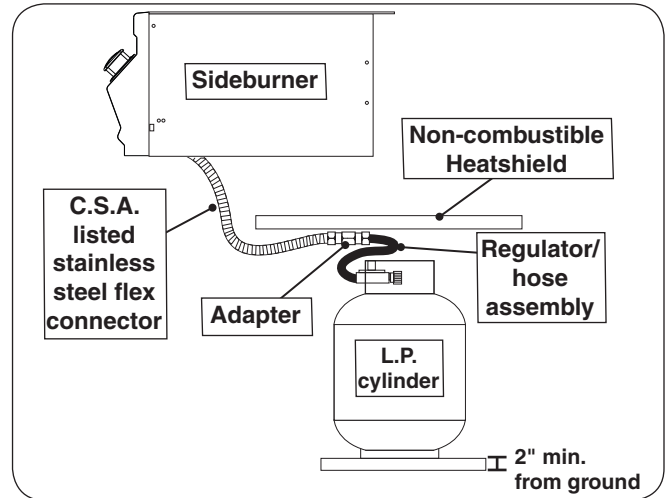 Sideburner
Non-combustible
Heatshield
C.S.A.
listed
stainless
steel flex
connector
Adapter
Regulator/
hose
assembly
L.P.
cylinder
2" min.
from ground